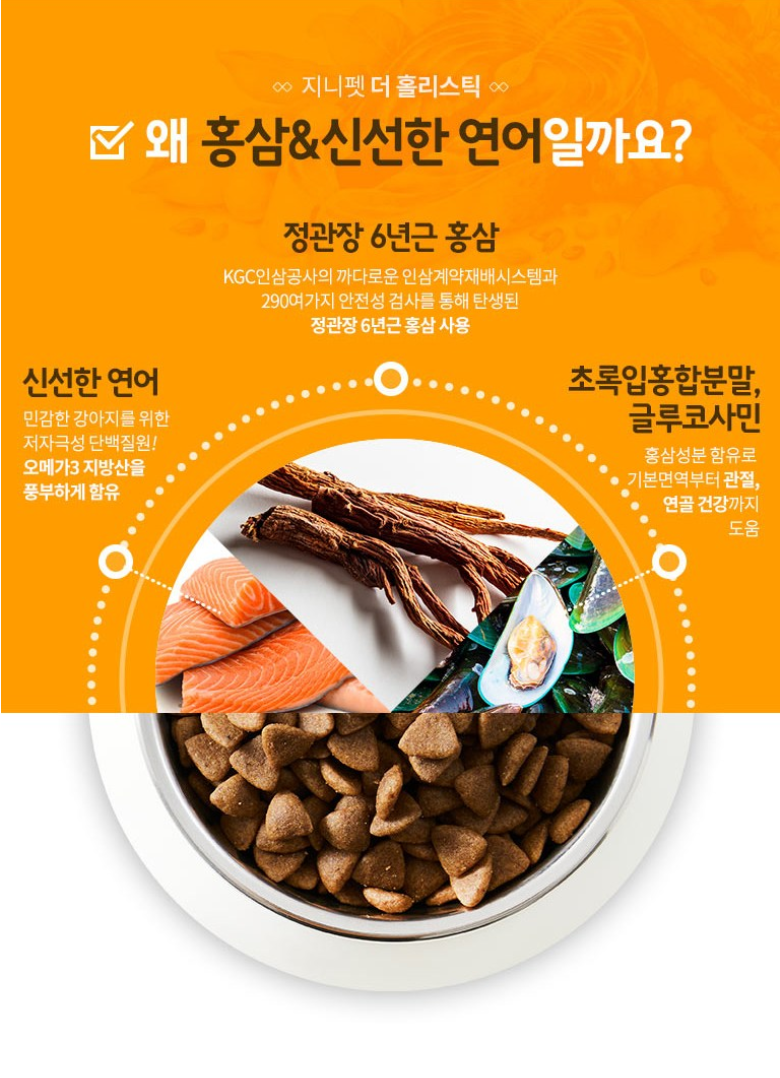 지니펫 더 홀리스틱
왜 홍삼&신선한 연어일까요?
정관장 6년근 홍삼
KGC인삼공사의 까다로운 인삼계약재배시스템과
290여가지 안전성 검사를 통해 탄생된
정관장 6년근 홍삼 사용
신선한 연어
민감한 강아지를 위한
저자극성 단백질원!
오메가3 지방산을
풍부하게 함유
초록입홍합분말,
글루코사민
홍삼성분 함유로
기본면역부터 관절,
연골 건강까지
도움